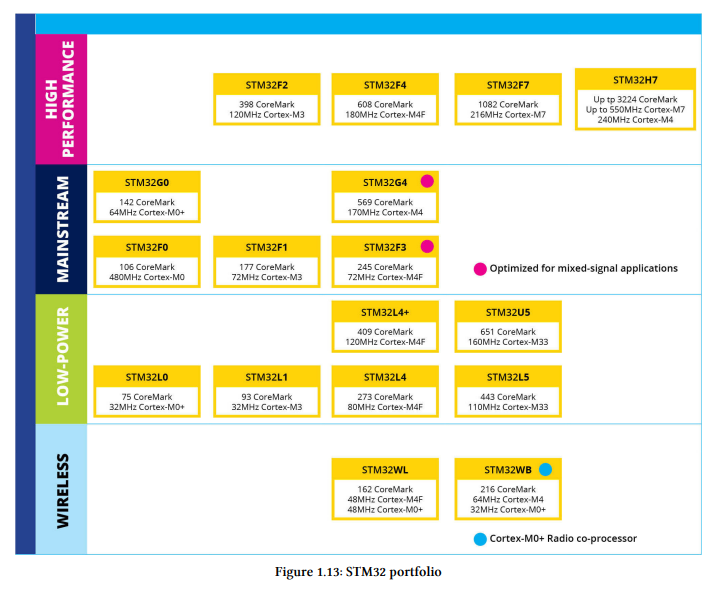 HIGH
PERFORMANCE
STM32F2
398 CoreMark
120MHz Cortex-M3
STM32F4
608 CoreMark
180MHz Cortex-M4F
STM32F7
1082 CoreMark
216MHz Cortex-M7
STM32H7
Up tp 3224 CoreMark
Up to 550MHz Cortex-M7
240MHz Cortex-M4
MAINSTREAM
STM32G0
142 CoreMark
64MHz Cortex-M0+
STM32G4
569 CoreMark
170MHz Cortex-M4
STM32F0
106 CoreMark
480MHz Cortex-M0
STM32F1
177 CoreMark
72MHz Cortex-M3
STM32F3
245 CoreMark
72MHz Cortex-M4F
Optimized for mixed-signal applications
LOW-POWER
STM32L4+
409 CoreMark
120MHz Cortex-M4F
STM32U5
651 CoreMark
160MHz Cortex-M33
STM32L0
75 CoreMark
32MHz Cortex-M0+
STM32L1
93 CoreMark
32MHz Cortex-M3
STM32L4
273 CoreMark
80MHz Cortex-M4F
STM32L5
443 CoreMark
110MHz Cortex-M33
WIRELESS
STM32WL
162 CoreMark
48MHz Cortex-M4F
48MHz Cortex-M0+
STM32WB
216 CoreMark
64MHz Cortex-M4
32MHz Cortex-M0+
Cortex-M0+ Radio co-processor
Figure 1.13: STM32 portfolio